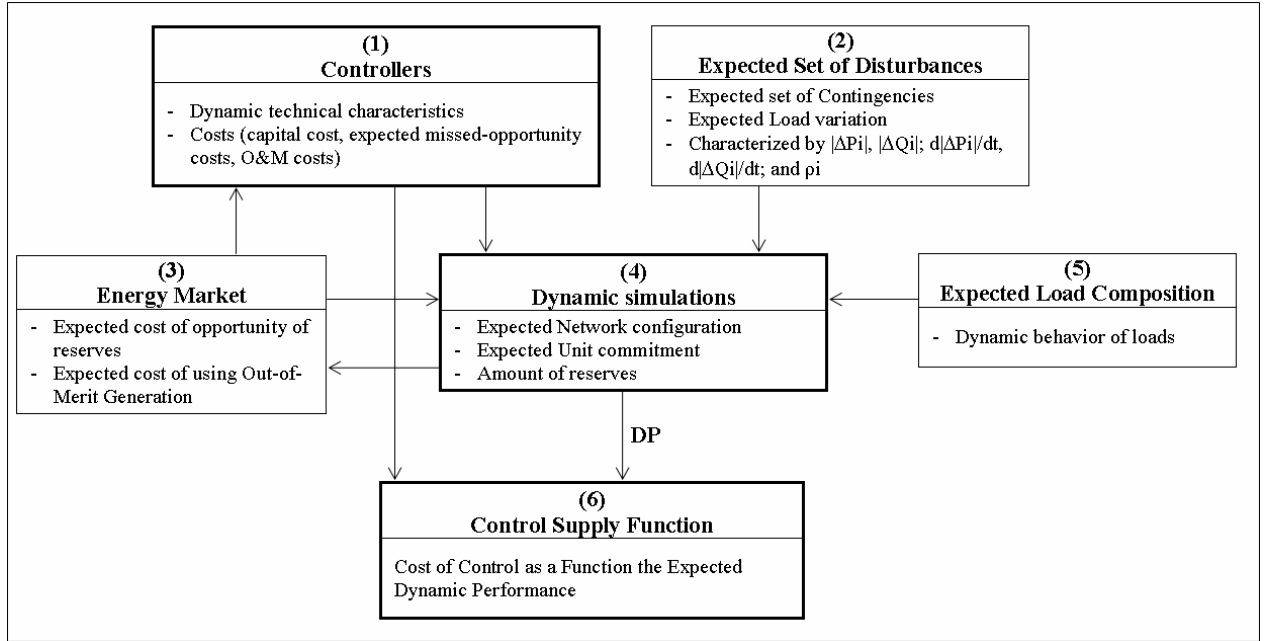 (1)
Controllers
- Dynamic technical characteristics
- Costs (capital cost, expected missed-opportunity
costs, O&M costs)
(2)
Expected Set of Disturbances
- Expected set of Contingencies
- Expected Load variation
- Characterized by |ΔPi|, |ΔQi|; d|ΔPi|/dt,
d|ΔQi|/dt; and ρi
(3)
Energy Market
- Expected cost of opportunity of
reserves
- Expected cost of using Out-of-
Merit Generation
(4)
Dynamic simulations
- Expected Network configuration
- Expected Unit commitment
- Amount of reserves
(5)
Expected Load Composition
- Dynamic behavior of loads
DP
(6)
Control Supply Function
Cost of Control as a Function the Expected
Dynamic Performance